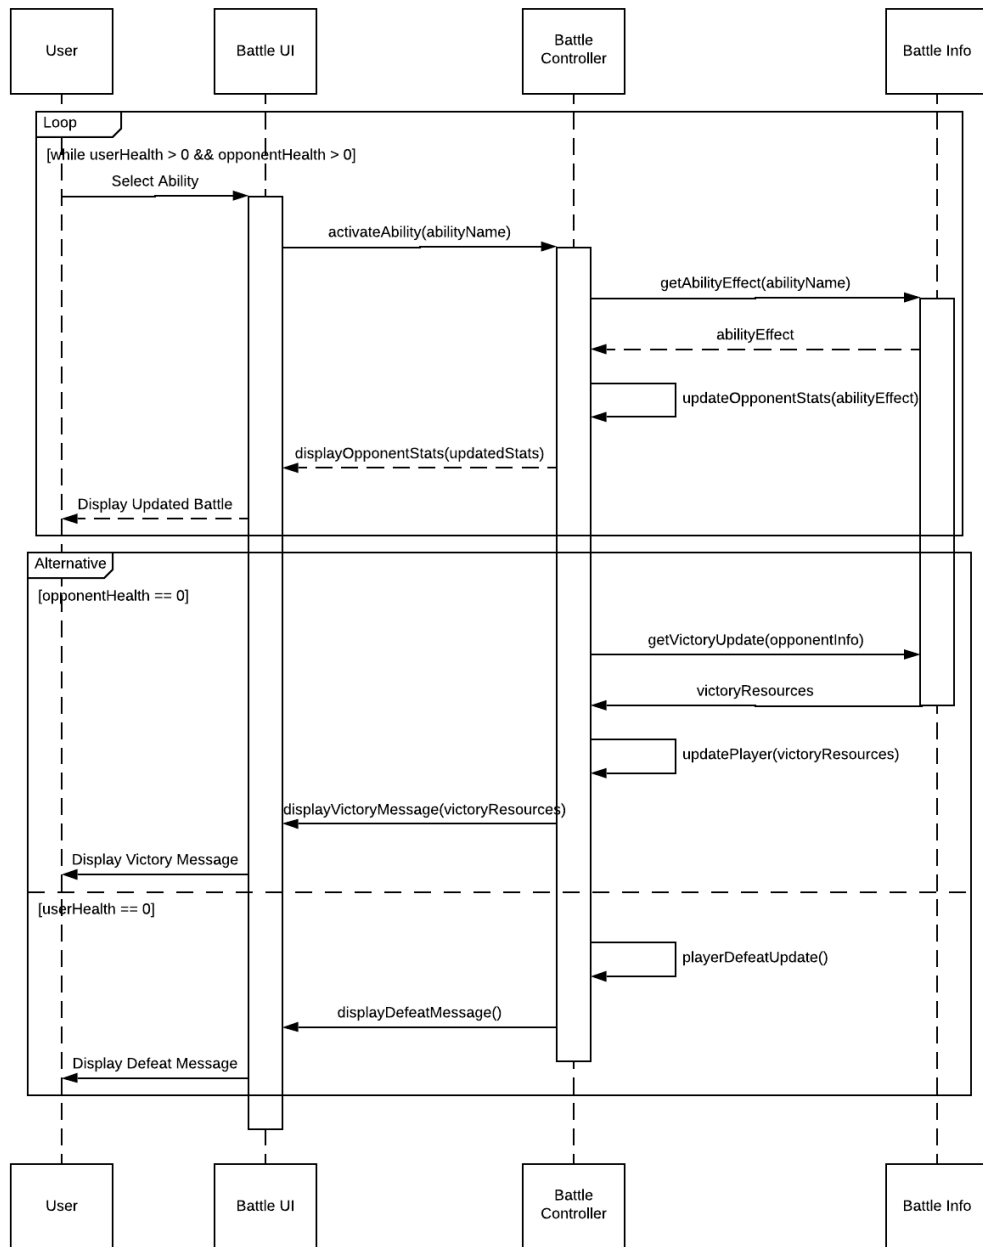 User
Battle UI
Battle
Controller
Battle Info
Loop
[while userHealth > 0 && opponentHealth > 0]
Select Ability
activateAbility(abilityName)
getAbilityEffect(abilityName)
abilityEffect
updateOpponentStats(abilityEffect)
displayOpponentStats(updatedStats)
Display Updated Battle
Alternative
[opponentHealth == 0]
getVictoryUpdate(opponentInfo)
victoryResources
updatePlayer(victoryResources)
displayVictoryMessage(victoryResources)
Display Victory Message
[userHealth == 0]
playerDefeatUpdate()
displayDefeatMessage()
Display Defeat Message
User
Battle UI
Battle
Controller
Battle Info